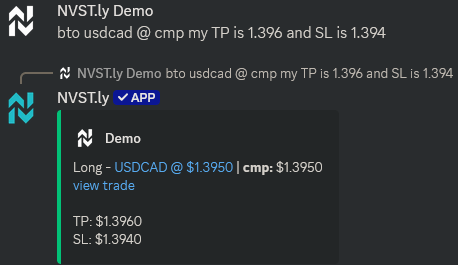 NVST.ly Demo
bto usdcad @ cmp my TP is 1.396 and SL is 1.394
NVST.ly Demo bto usdcad @ cmp my TP is 1.396 and SL is 1.394
NVST.ly ✓ APP
Demo
Long - USDCAD @ $1.3950 | cmp: $1.3950
view trade
TP: $1.3960
SL: $1.3940